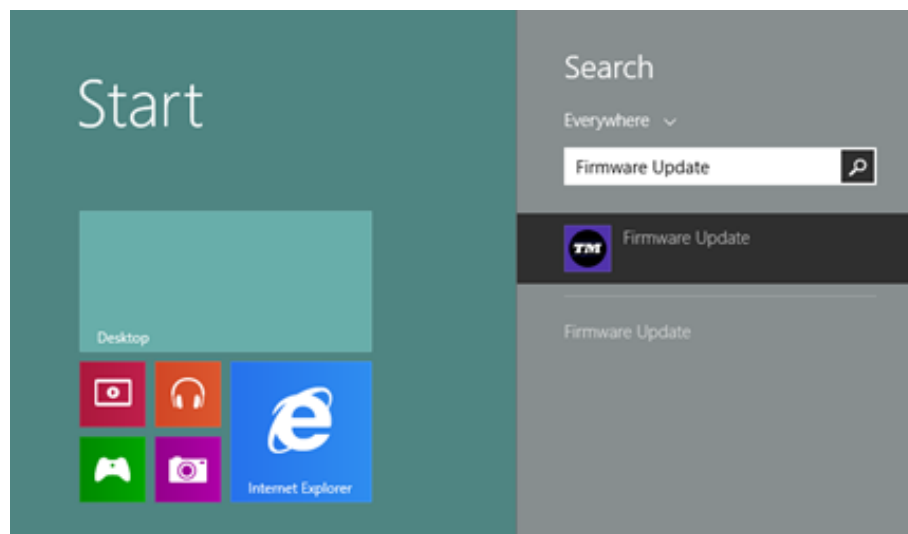 Start
Desktop
Internet Explorer
Search
Everywhere
Firmware Update
TM
Firmware Update
Firmware Update